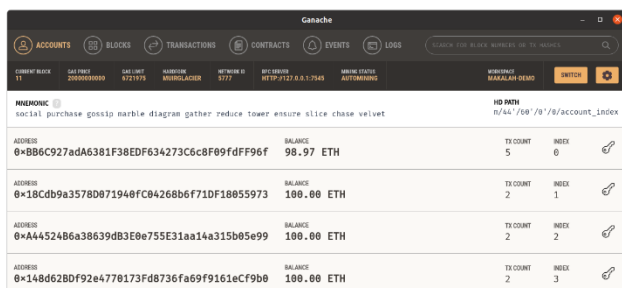 Ganache
ACCOUNTS BLOCKS TRANSACTIONS CONTRACTS EVENTS LOGS SEARCH FOR BLOCK NUMBERS OR TX HASHES
CURRENT BLOCK GAS PRICE GAS LIMIT HARDFORK NETWORK ID RPC SERVER MINING STATUS WORKSPACE
11 20000000000 6721975 MUIRGLACIER 5777 HTTP://127.0.0.1:7545 AUTOMINING MAKALAH-DEMO SWITCH
MNEMONIC ? HD PATH
social purchase gossip marble diagram gather reduce tower ensure slice chase velvet m/44'/60'/0'/0/account_index
ADDRESS BALANCE TX COUNT INDEX
0×BB6C927adA6381F38EDF634273C6c8F09fdFF96f 98.97 ETH 5 0
ADDRESS BALANCE TX COUNT INDEX
0×18Cdb9a3578D071940fC04268b6f71DF18055973 100.00 ETH 2 1
ADDRESS BALANCE TX COUNT INDEX
0×A44524B6a38639dB3E0e755E31aa14a315b05e99 100.00 ETH 2 2
ADDRESS BALANCE TX COUNT INDEX
0×148d62BDf92e4770173Fd8736fa69f9161eCf9b0 100.00 ETH 2 3